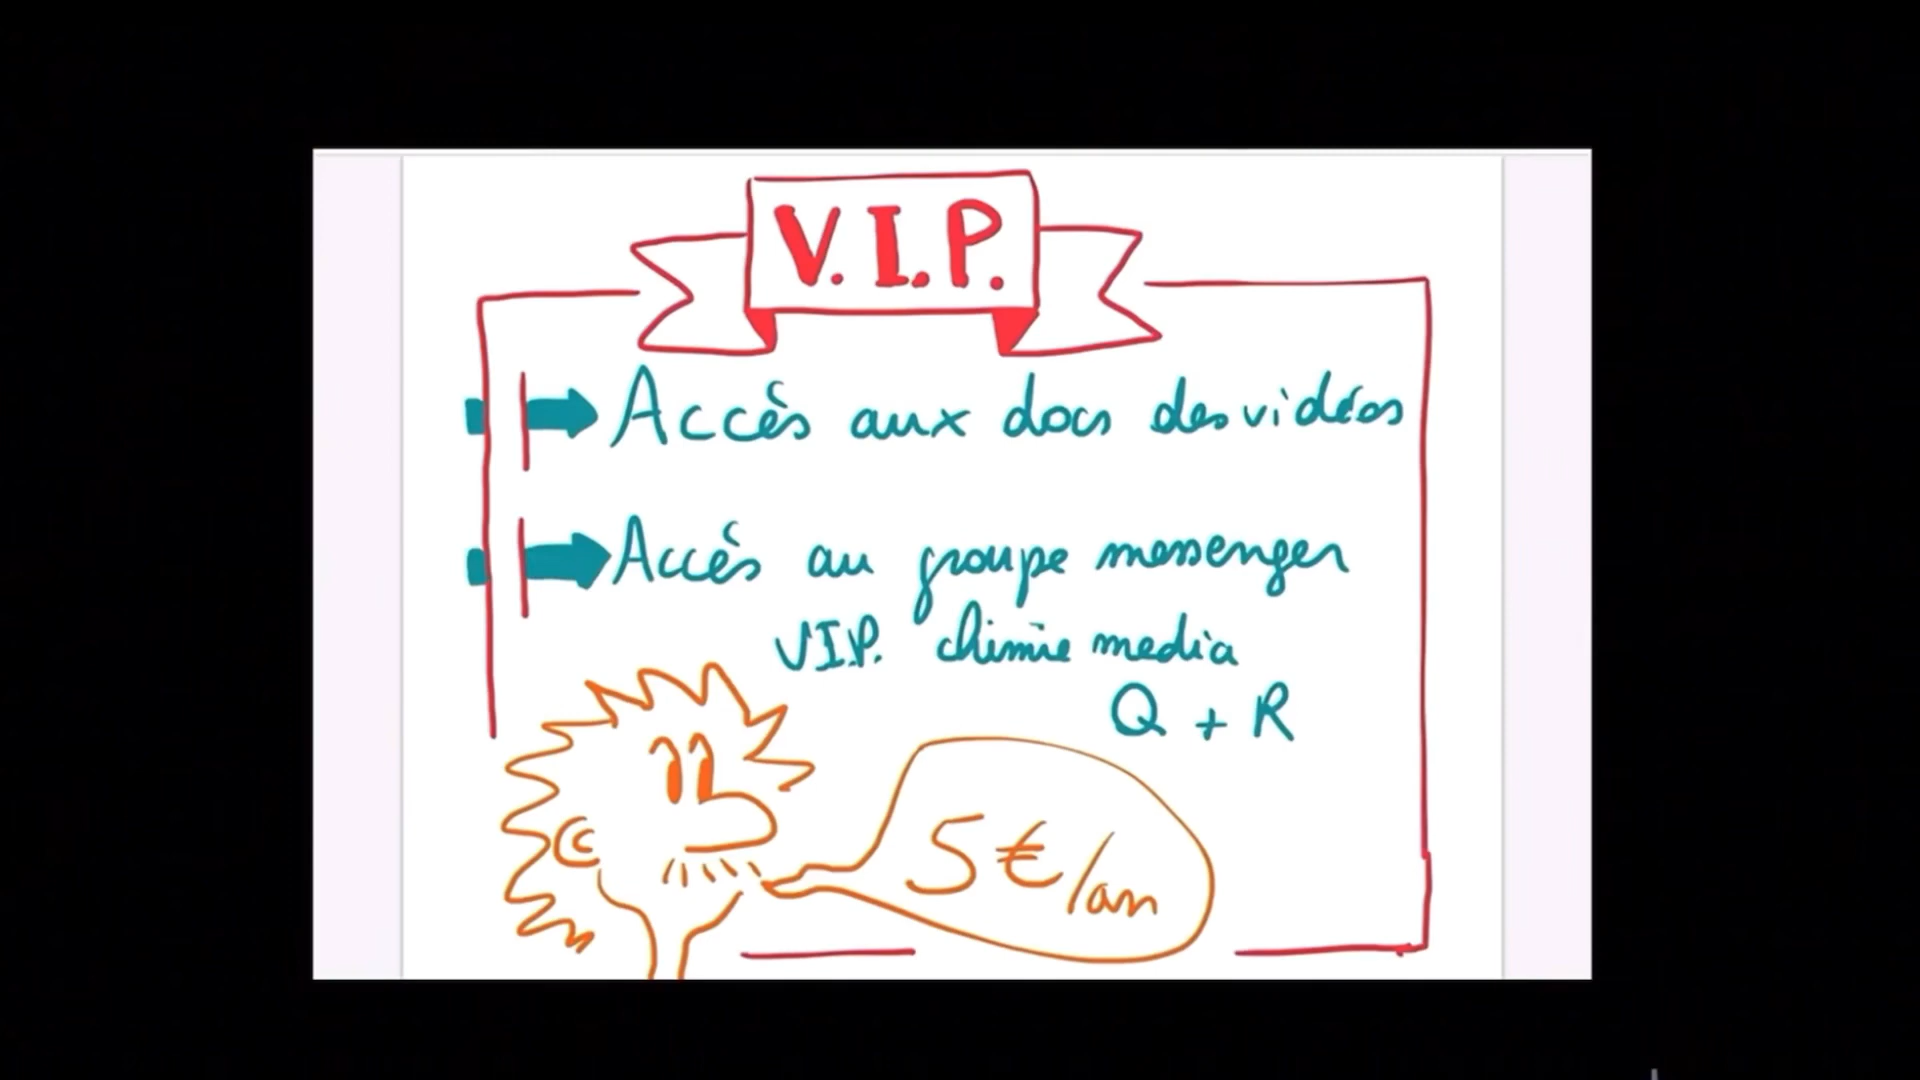 V.I.P.
Accès aux docs des vidéos
Accès au groupe messenger
V.I.P. chimie media
Q + R
5 €/an